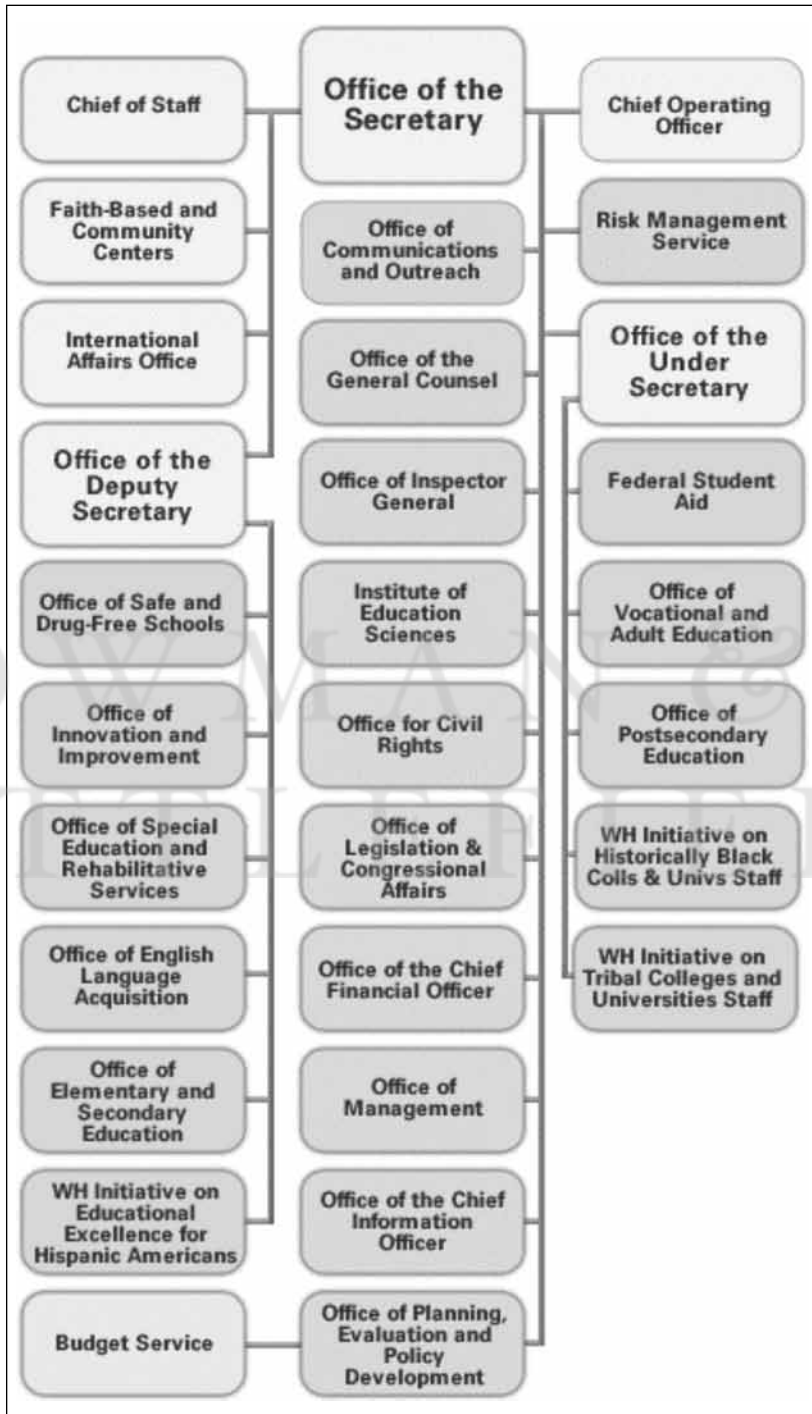 Chief of Staff
Faith-Based and
Community
Centers
International
Affairs Office
Office of the
Deputy
Secretary
Office of Safe and
Drug-Free Schools
Office of
Innovation and
Improvement
Office of Special
Education and
Rehabilitative
Services
Office of English
Language
Acquisition
Office of
Elementary and
Secondary
Education
WH Initiative on
Educational
Excellence for
Hispanic Americans
Budget Service
Office of the
Secretary
Office of
Communications
and Outreach
Office of the
General Counsel
Office of Inspector
General
Institute of
Education
Sciences
Office for Civil
Rights
Office of
Legislation &
Congressional
Affairs
Office of the Chief
Financial Officer
Office of
Management
Office of the Chief
Information
Officer
Office of Planning,
Evaluation and
Policy
Development
Chief Operating
Officer
Risk Management
Service
Office of the
Under
Secretary
Federal Student
Aid
Office of
Vocational and
Adult Education
Office of
Postsecondary
Education
WH Initiative on
Historically Black
Colls & Univs Staff
WH Initiative on
Tribal Colleges and
Universities Staff